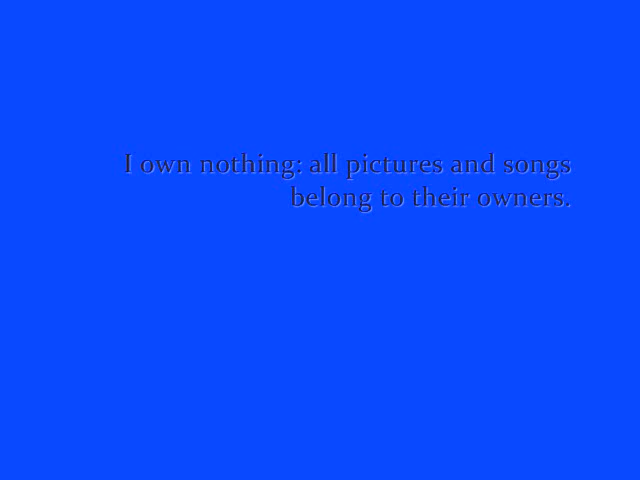 I own nothing: all pictures and songs
belong to their owners.